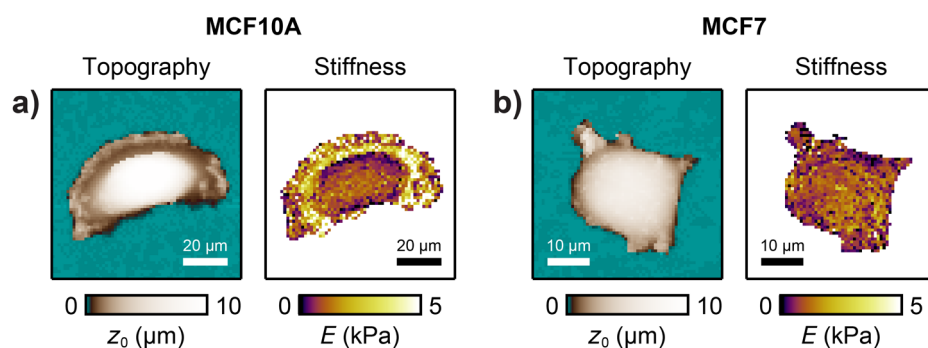 MCF10A
MCF7
Topography
Stiffness
Topography
Stiffness
a)
b)
20 µm
20 µm
10 µm
10 µm
0 10
0 5
0 10
0 5
z₀ (µm)
E (kPa)
z₀ (µm)
E (kPa)